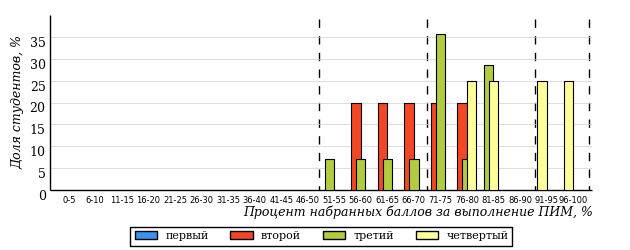 Доля студентов, %
35
30
25
20
15
10
5
0
0-5 6-10 11-15 16-20 21-25 26-30 31-35 36-40 41-45 46-50 51-55 56-60 61-65 66-70 71-75 76-80 81-85 86-90 91-95 96-100
Процент набранных баллов за выполнение ПИМ, %
первый второй третий четвертый